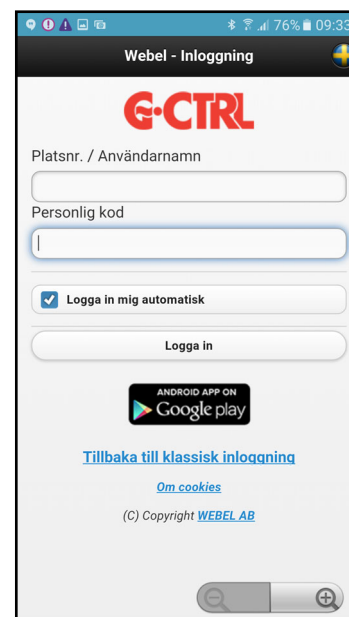 76% 09:33
Webel - Inloggning
G-CTRL
Platsnr. / Användarnamn
Personlig kod
Logga in mig automatisk
Logga in
ANDROID APP ON
Google play
Tillbaka till klassisk inloggning
Om cookies
(C) Copyright WEBEL AB